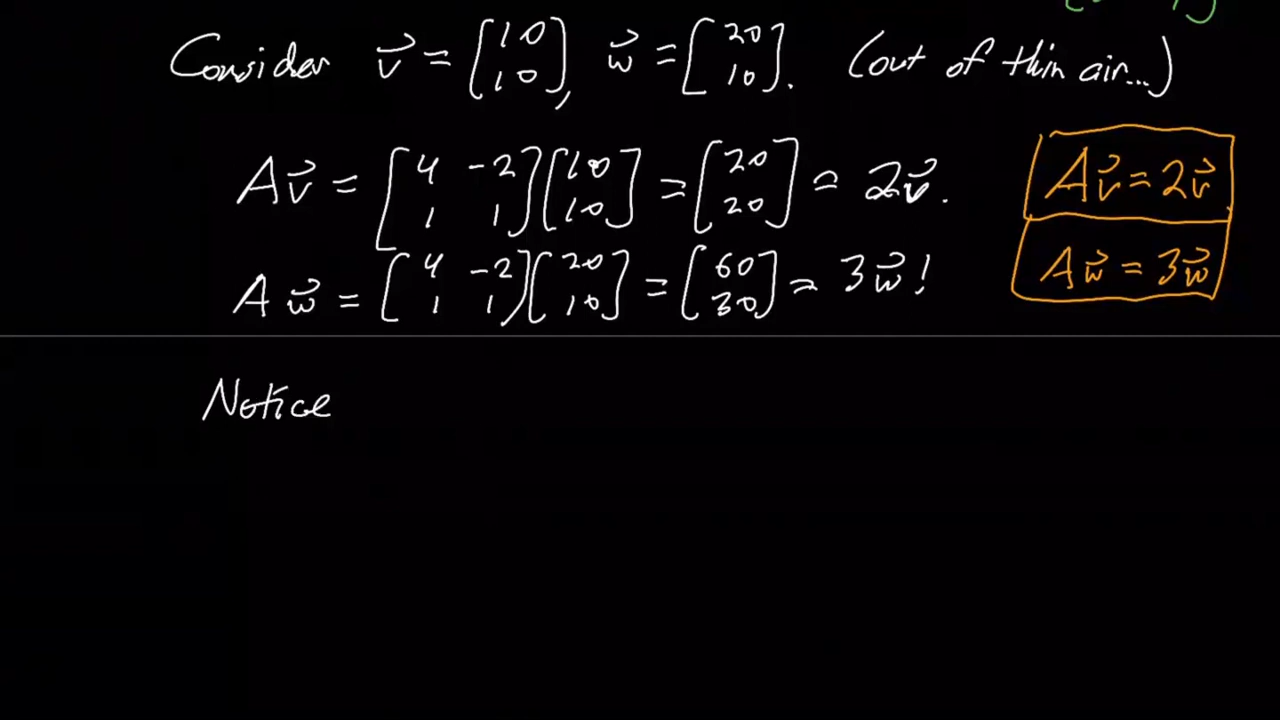 Consider v⃗ = [10 10], w⃗ = [20 10]. (out of thin air...)
Av⃗ = [4 -2 1 1][10 10] = [20 20] = 2v⃗. Av⃗ = 2v⃗
Aw⃗ = [4 -2 1 1][20 10] = [60 30] = 3w⃗! Aw⃗ = 3w⃗
Notice